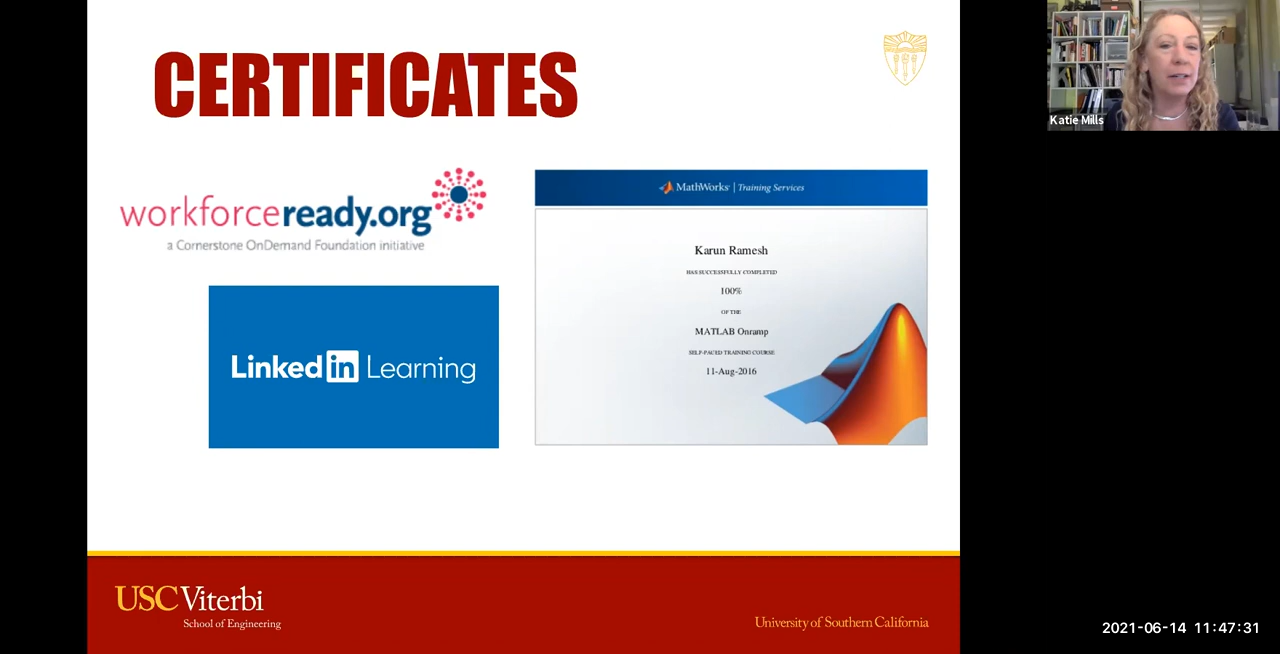 CERTIFICATES
Katie Mills
workforceready.org
a Cornerstone OnDemand Foundation initiative
MathWorks® | Training Services
Karun Ramesh
HAS SUCCESSFULLY COMPLETED
100%
OF THE
MATLAB Onramp
SELF-PACED TRAINING COURSE
11-Aug-2016
Linked in Learning
USC Viterbi
School of Engineering
University of Southern California
2021-06-14 11:47:31